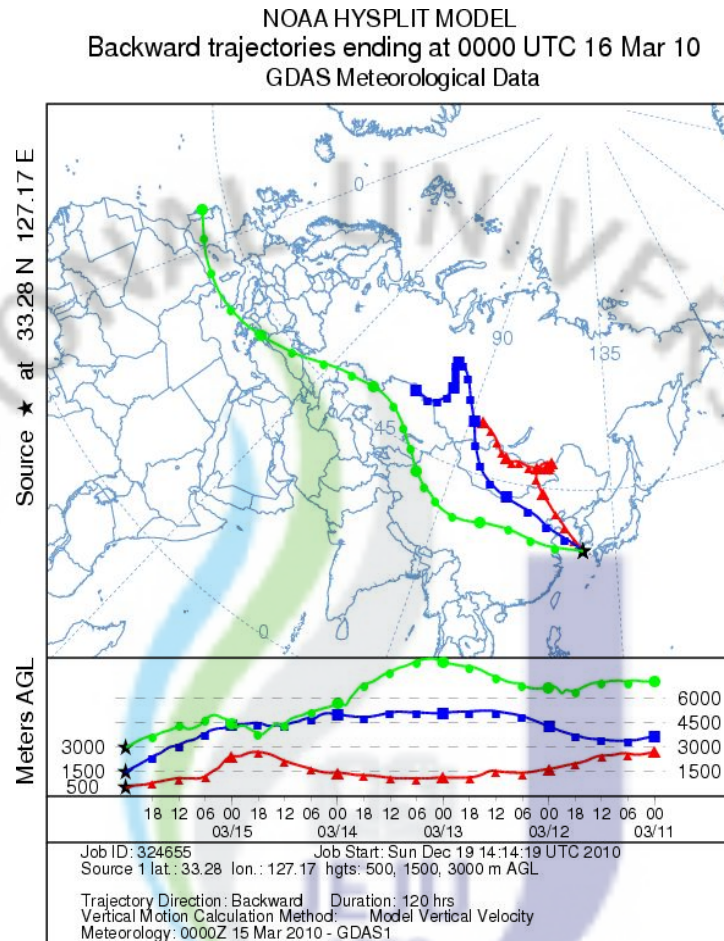 NOAA HYSPLIT MODEL
Backward trajectories ending at 0000 UTC 16 Mar 10
GDAS Meteorological Data
Source ★ at 33.28 N 127.17 E
0
90
135
45
0
ONAL UNIVER
Meters AGL
6000
4500
3000 3000
1500 1500
500
18 12 06 00 18 12 06 00 18 12 06 00 18 12 06 00 18 12 06 00
03/15 03/14 03/13 03/12 03/11
JEJU
Job ID: 324655 Job Start: Sun Dec 19 14:14:19 UTC 2010
Source 1 lat.: 33.28 lon.: 127.17 hgts: 500, 1500, 3000 m AGL
Trajectory Direction: Backward Duration: 120 hrs
Vertical Motion Calculation Method: Model Vertical Velocity
Meteorology: 0000Z 15 Mar 2010 - GDAS1